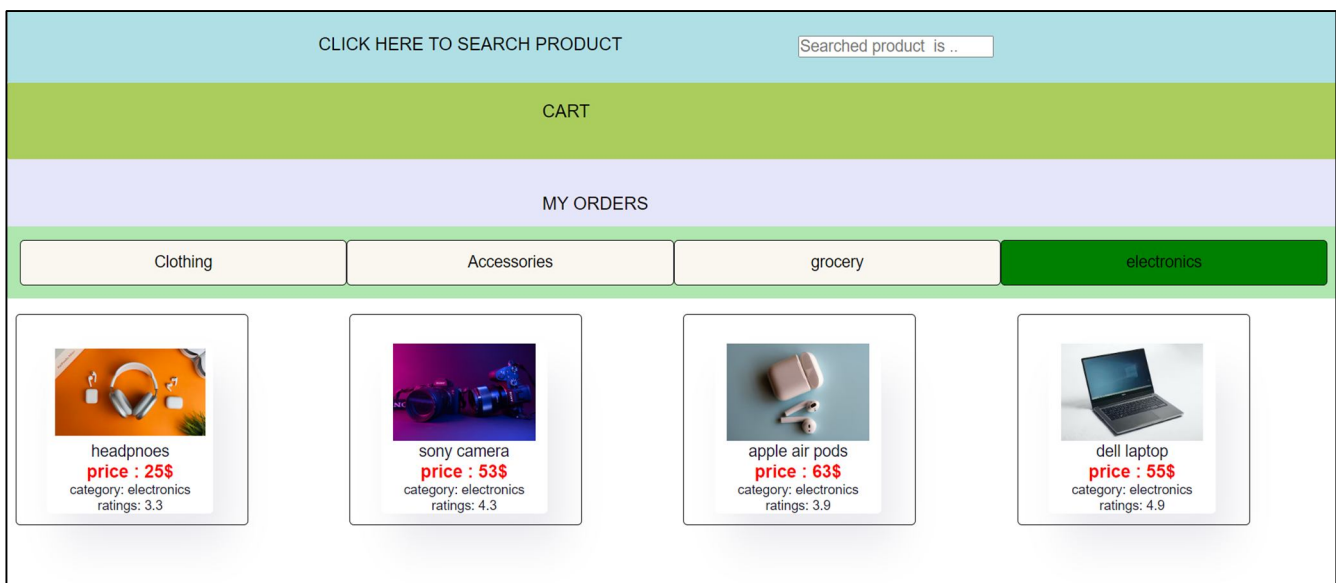 CLICK HERE TO SEARCH PRODUCT
Searched product is ..
CART
MY ORDERS
Clothing
Accessories
grocery
electronics
headpnoes
price : 25$
category: electronics
ratings: 3.3
sony camera
price : 53$
category: electronics
ratings: 4.3
apple air pods
price : 63$
category: electronics
ratings: 3.9
dell laptop
price : 55$
category: electronics
ratings: 4.9